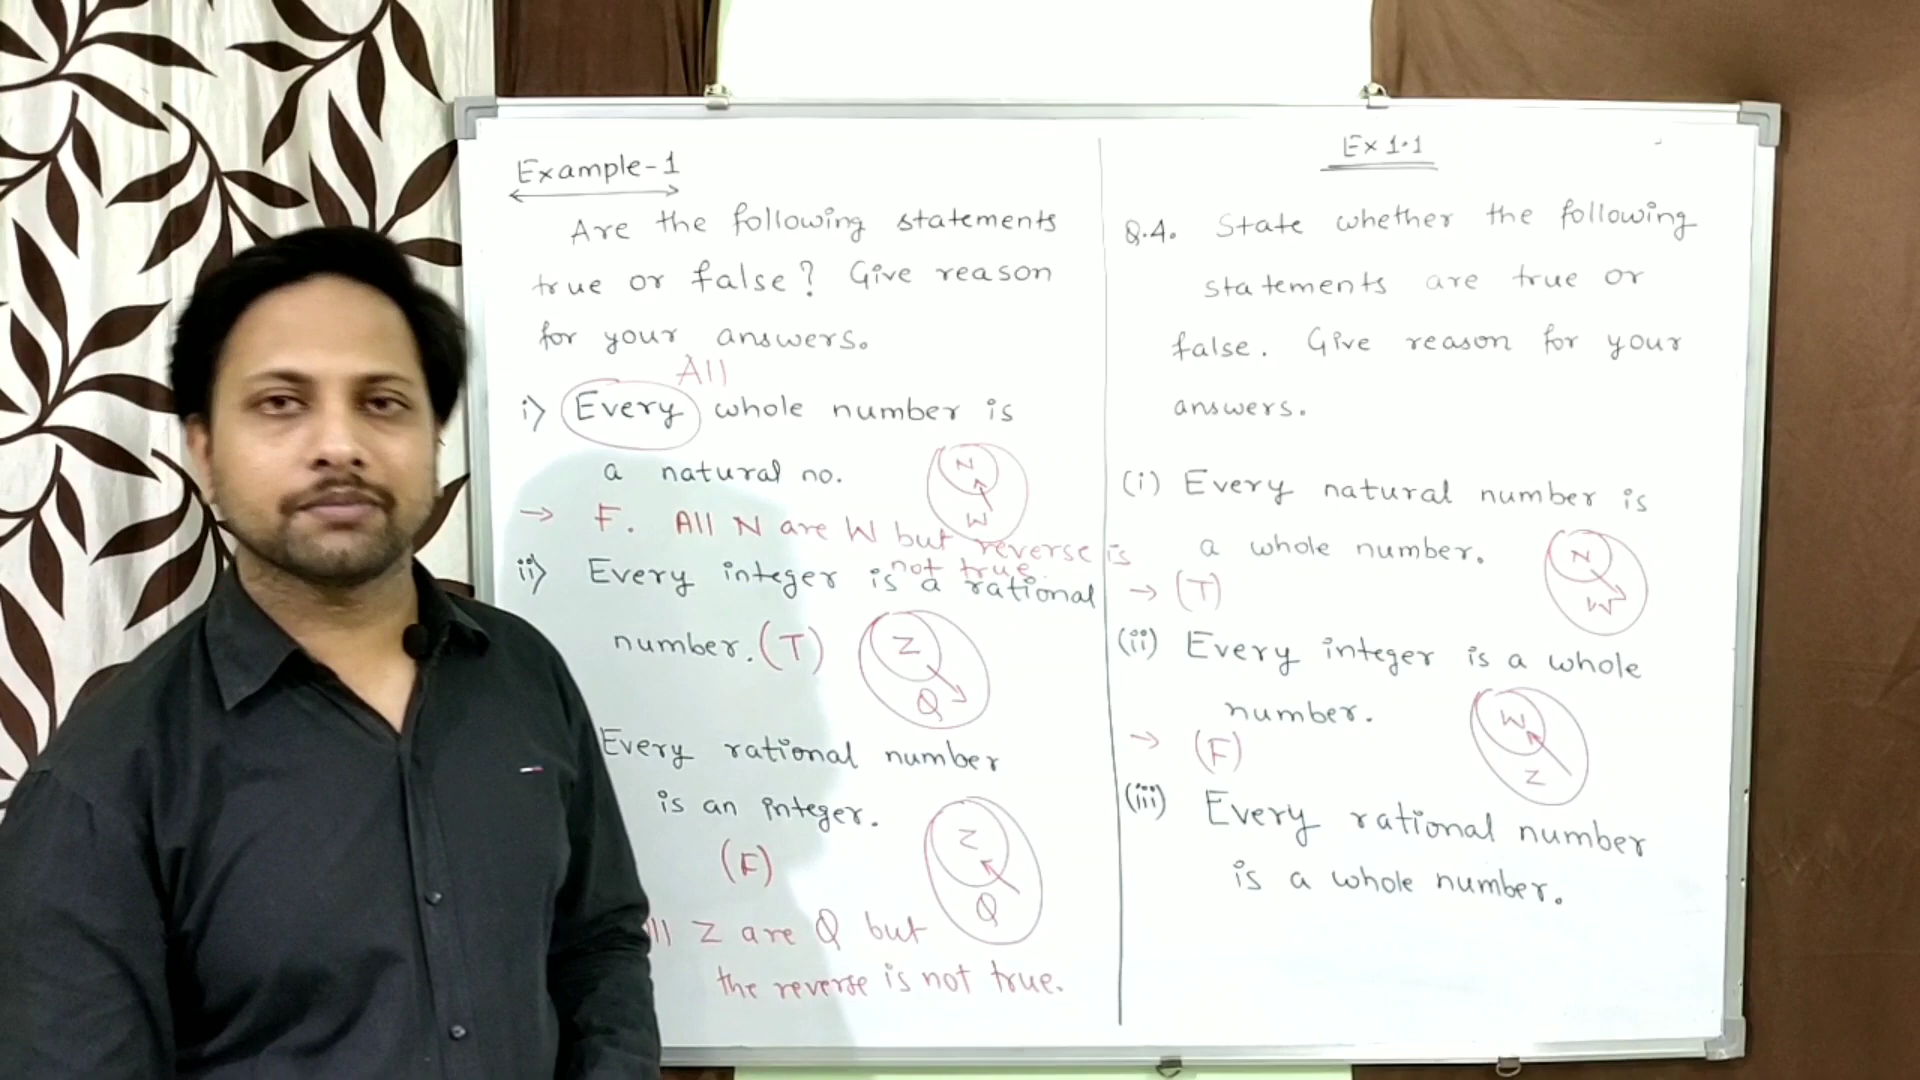 Example-1
Are the following statements
true or false? Give reason
for your answers.
All
i) Every whole number is
a natural no.
N
W
→ F. All N are W but reverse is
not true.
ii) Every integer is a rational
number. (T)
Z
Q
Every rational number
is an integer.
(F)
Z
Q
ll Z are Q but
the reverse is not true.
Ex 1.1
Q.4. State whether the following
statements are true or
false. Give reason for your
answers.
(i) Every natural number is
a whole number.
N
W
→ (T)
(ii) Every integer is a whole
number.
W
Z
→ (F)
(iii) Every rational number
is a whole number.